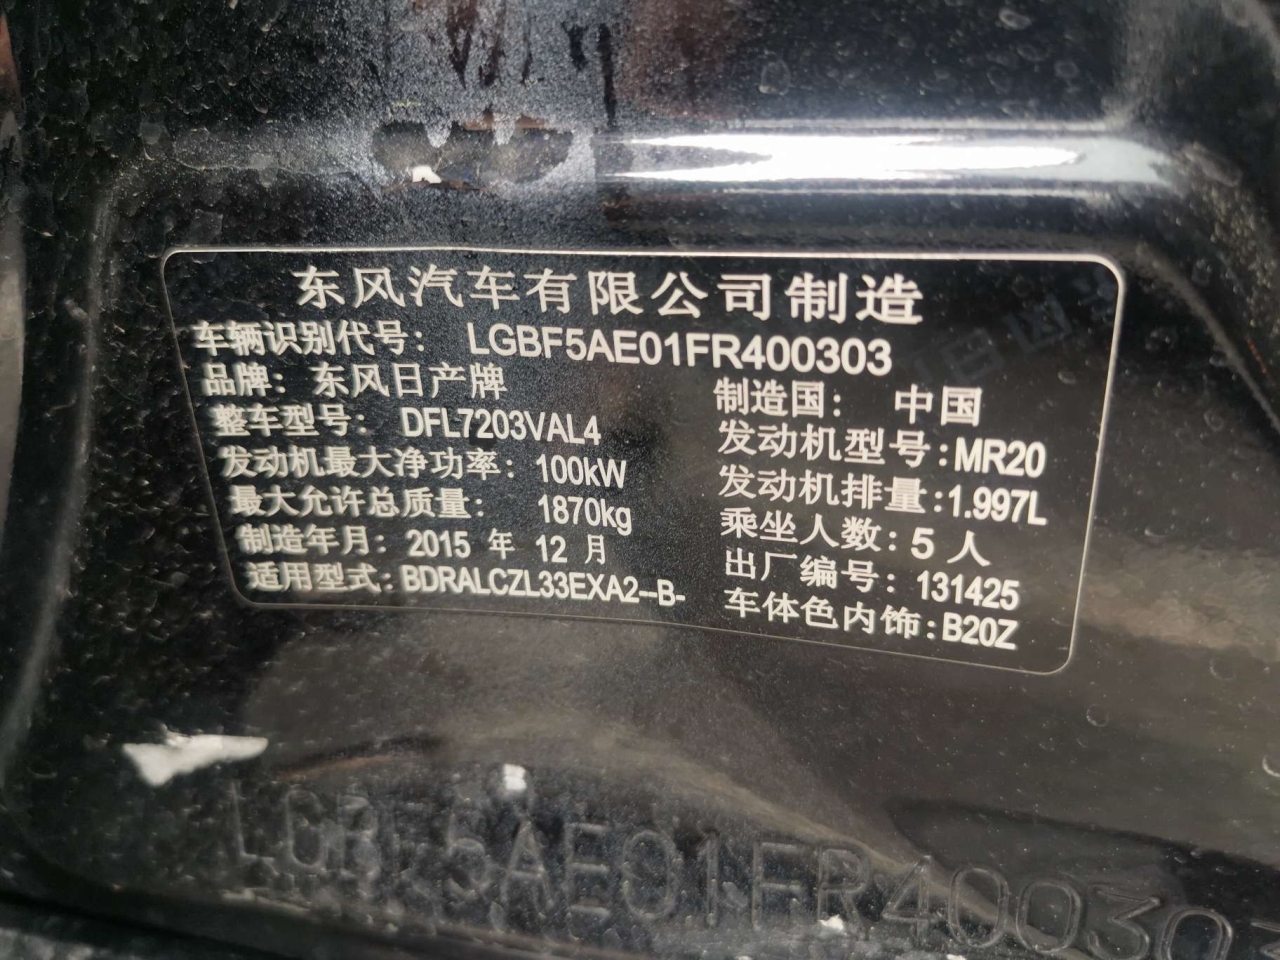 东风汽车有限公司制造
车辆识别代号： LGBF5AE01FR400303
品牌：东风日产牌 制造国： 中国
整车型号： DFL7203VAL4 发动机型号：MR20
发动机最大净功率：100kW 发动机排量：1.997L
最大允许总质量： 1870kg 乘坐人数：5 人
制造年月：2015 年 12 月 出厂编号：131425
适用型式：BDRALCZL33EXA2--B- 车体色内饰：B20Z
LGBF5AE01FR400303